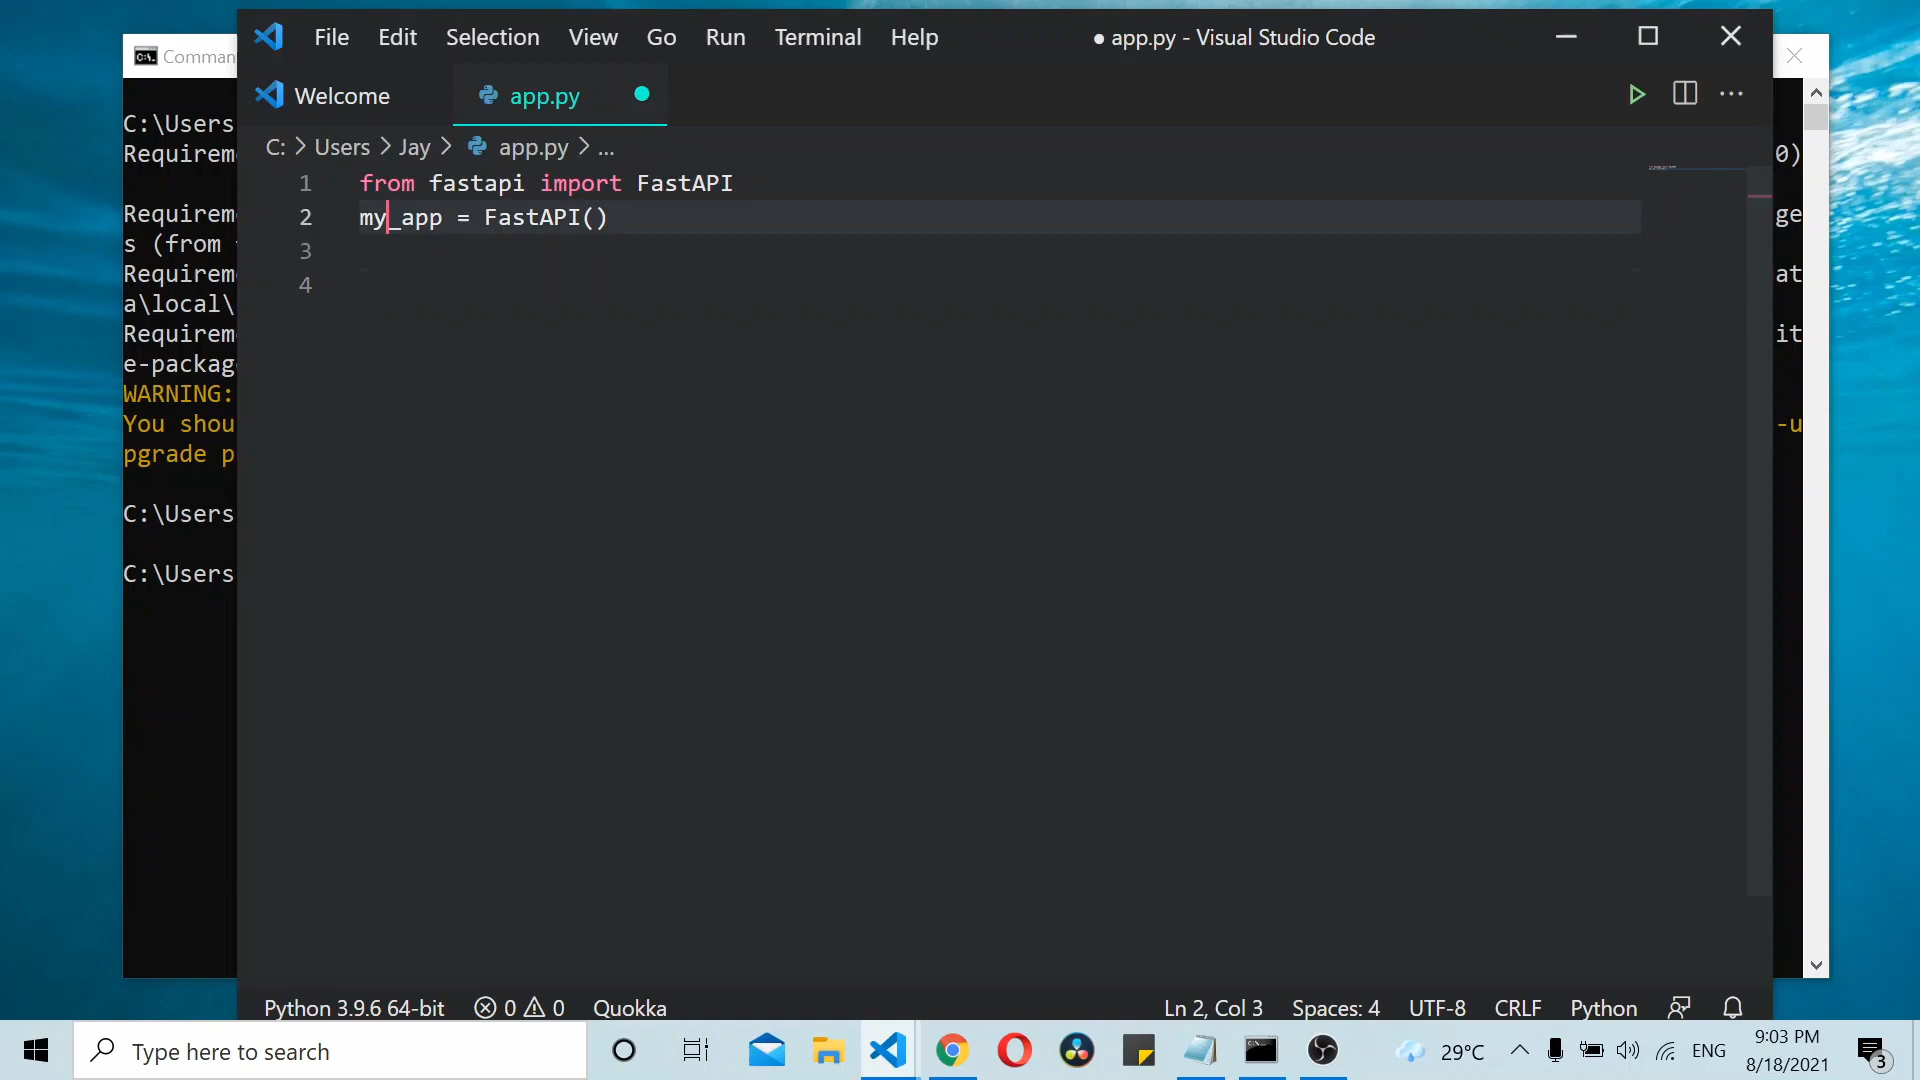 File Edit Selection View Go Run Terminal Help ● app.py - Visual Studio Code
Comman
Welcome app.py
C: > Users > Jay > app.py > ...
1 from fastapi import FastAPI
2 my_app = FastAPI()
3
4
C:\Users
Requirem 0)
Requirem ge
s (from
Requirem at
a\local\
Requirem it
e-packag
WARNING:
You shou -u
pgrade p
C:\Users
C:\Users
Python 3.9.6 64-bit 0 0 Quokka Ln 2, Col 3 Spaces: 4 UTF-8 CRLF Python
Type here to search 29°C ENG 9:03 PM
8/18/2021 3